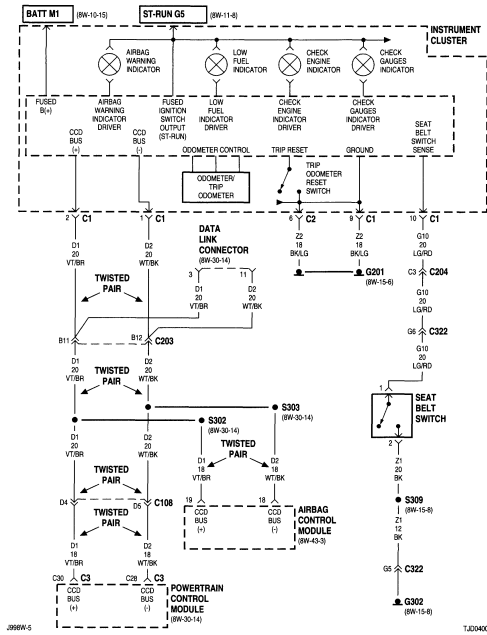 BATT M1 (8W-10-15)
ST-RUN G5 (8W-11-8)
INSTRUMENT
CLUSTER
AIRBAG
WARNING
INDICATOR
LOW
FUEL
INDICATOR
CHECK
ENGINE
INDICATOR
CHECK
GAUGES
INDICATOR
FUSED
B(+)
AIRBAG
WARNING
INDICATOR
DRIVER
FUSED
IGNITION
SWITCH
OUTPUT
(ST-RUN)
LOW
FUEL
INDICATOR
DRIVER
CHECK
ENGINE
INDICATOR
DRIVER
CHECK
GAUGES
INDICATOR
DRIVER
SEAT
BELT
SWITCH
SENSE
CCD
BUS
(+)
CCD
BUS
(-)
ODOMETER CONTROL
TRIP RESET
GROUND
ODOMETER/
TRIP
ODOMETER
TRIP
ODOMETER
RESET
SWITCH
2 C1
1 C1
6 C2
9 C1
10 C1
D1
20
VT/BR
D2
20
WT/BK
DATA
LINK
CONNECTOR
(8W-30-14)
Z2
18
BK/LG
Z2
18
BK/LG
G10
20
LG/RD
TWISTED
PAIR
3
11
G201
(8W-15-6)
C3 C204
D1
20
VT/BR
D2
20
WT/BK
G10
20
LG/RD
B11
B12 C203
G6 C322
D1
20
VT/BR
TWISTED
PAIR
D2
20
WT/BK
G10
20
LG/RD
1
SEAT
BELT
SWITCH
2
S302
(8W-30-14)
S303
(8W-30-14)
D1
20
VT/BR
D2
20
WT/BK
TWISTED
PAIR
D1
18
VT/BR
TWISTED
PAIR
D2
18
WT/BK
Z1
20
BK
D4
D5 C108
19
18
S309
(8W-15-8)
TWISTED
PAIR
CCD
BUS
(+)
CCD
BUS
(-)
AIRBAG
CONTROL
MODULE
(8W-43-3)
Z1
12
BK
D1
18
VT/BR
D2
18
WT/BK
G5 C322
C30 C3
C28 C3
CCD
BUS
(+)
CCD
BUS
(-)
POWERTRAIN
CONTROL
MODULE
(8W-30-14)
G302
(8W-15-8)
J998W-5
TJD0400